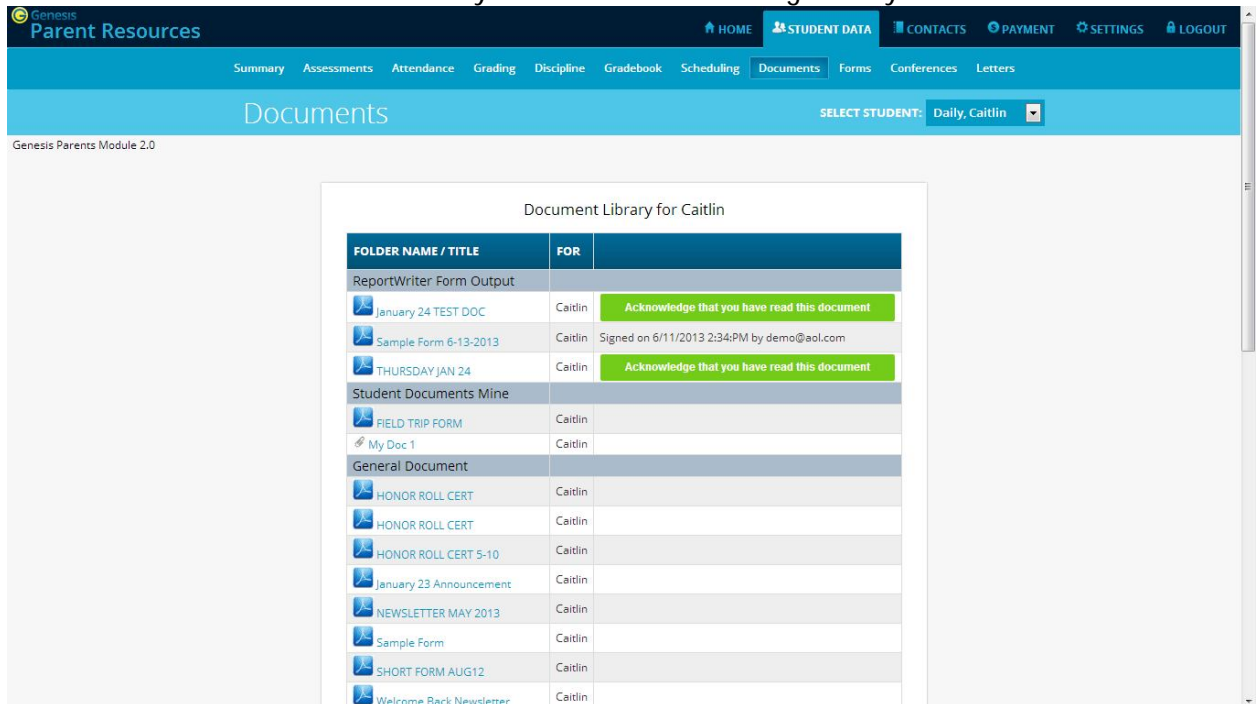 Genesis
Parent Resources
HOME STUDENT DATA CONTACTS PAYMENT SETTINGS LOGOUT
Summary Assessments Attendance Grading Discipline Gradebook Scheduling Documents Forms Conferences Letters
Documents
SELECT STUDENT: Daily, Caitlin
Genesis Parents Module 2.0
Document Library for Caitlin
FOLDER NAME / TITLE FOR
ReportWriter Form Output
January 24 TEST DOC Caitlin Acknowledge that you have read this document
Sample Form 6-13-2013 Caitlin Signed on 6/11/2013 2:34:PM by demo@aol.com
THURSDAY JAN 24 Caitlin Acknowledge that you have read this document
Student Documents Mine
FIELD TRIP FORM Caitlin
My Doc 1 Caitlin
General Document
HONOR ROLL CERT Caitlin
HONOR ROLL CERT Caitlin
HONOR ROLL CERT 5-10 Caitlin
January 23 Announcement Caitlin
NEWSLETTER MAY 2013 Caitlin
Sample Form Caitlin
SHORT FORM AUG12 Caitlin
Welcome Back Newsletter Caitlin